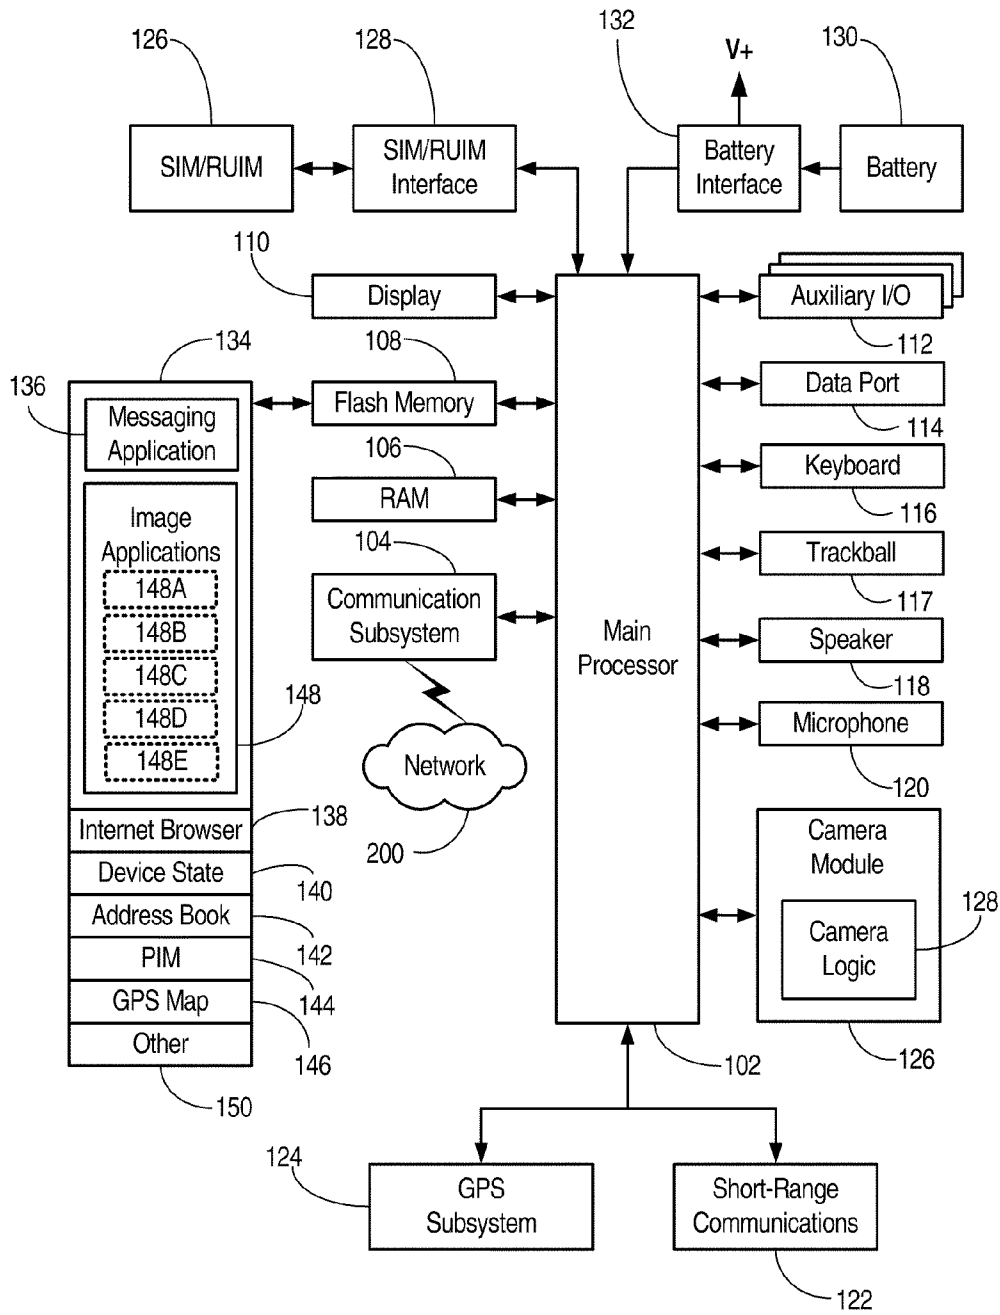 126
128
132
V+
130
SIM/RUIM
SIM/RUIM
Interface
Battery
Interface
Battery
110
Display
Auxiliary I/O
112
134
108
136
Messaging
Application
Flash Memory
Data Port
114
106
RAM
Keyboard
116
Image
Applications
148A
148B
148C
148D
148E
148
104
Communication
Subsystem
Trackball
117
Main
Processor
Speaker
118
Network
200
Microphone
120
Internet Browser
138
Device State
140
Address Book
142
PIM
144
GPS Map
146
Other
150
Camera
Module
Camera
Logic
128
126
102
124
GPS
Subsystem
Short-Range
Communications
122